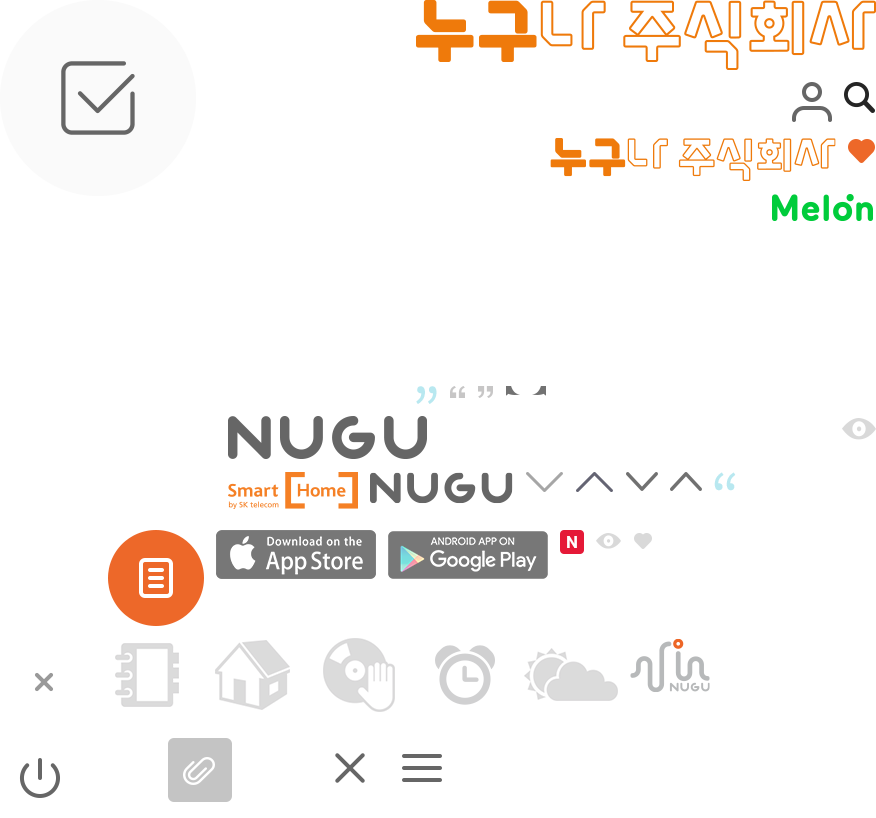 누구나 주식회사
누구나 주식회사
Melon
NUGU
Smart [Home]
by SK telecom
NUGU
Download on the
App Store
ANDROID APP ON
Google Play
N
NUGU